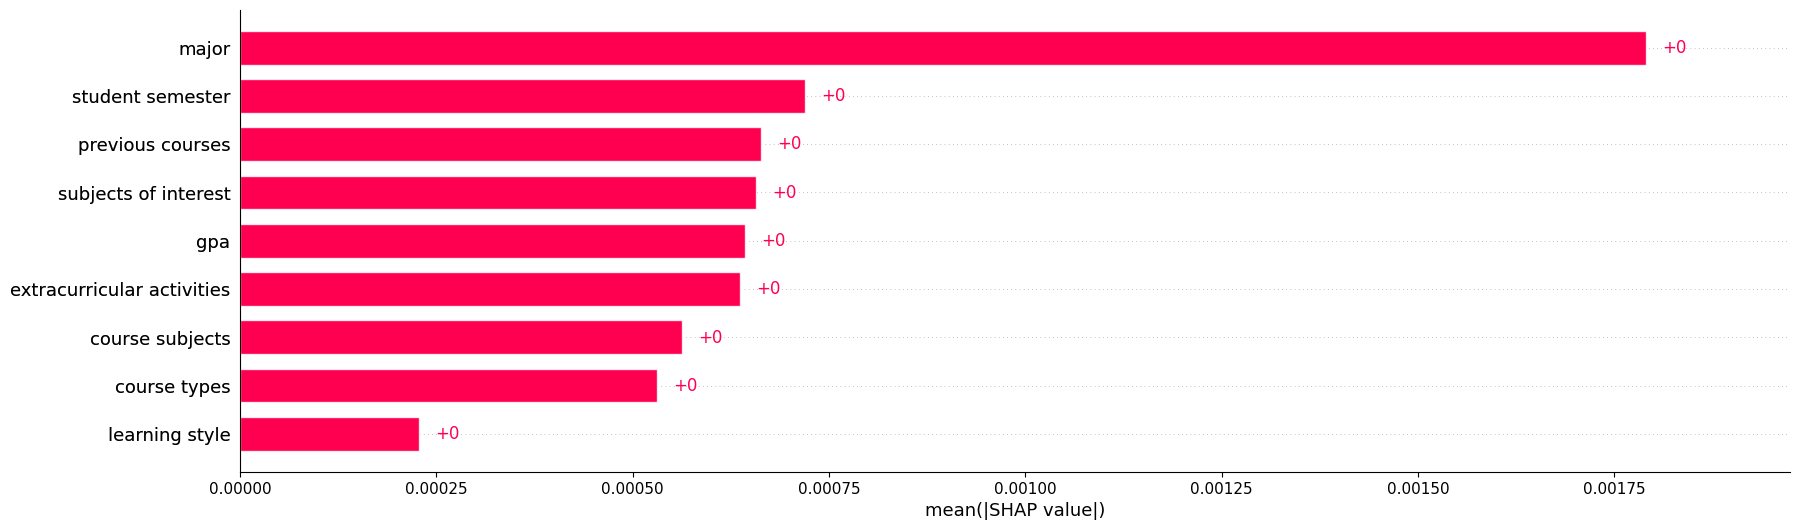 major +0
student semester +0
previous courses +0
subjects of interest +0
gpa +0
extracurricular activities +0
course subjects +0
course types +0
learning style +0
0.00000 0.00025 0.00050 0.00075 0.00100 0.00125 0.00150 0.00175
mean(|SHAP value|)